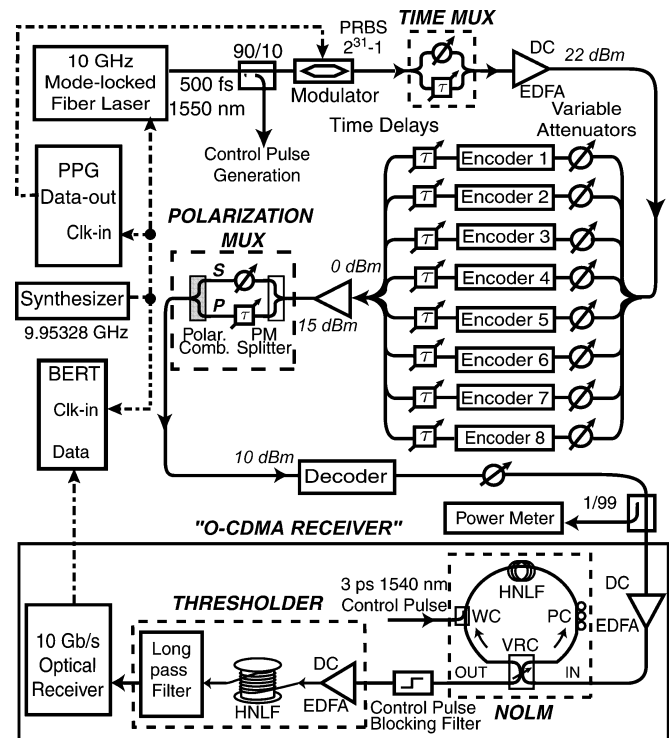 TIME MUX
10 GHz
Mode-locked
Fiber Laser
500 fs
1550 nm
90/10
PRBS
2^31-1
Modulator
DC
EDFA
22 dBm
Time Delays
Variable
Attenuators
Control Pulse
Generation
PPG
Data-out
Clk-in
τ
τ
Encoder 1
τ
Encoder 2
τ
Encoder 3
τ
Encoder 4
τ
Encoder 5
τ
Encoder 6
τ
Encoder 7
τ
Encoder 8
POLARIZATION
MUX
S
P
τ
Polar.
Comb.
PM
Splitter
0 dBm
15 dBm
Synthesizer
9.95328 GHz
BERT
Clk-in
Data
10 dBm
Decoder
1/99
Power Meter
"O-CDMA RECEIVER"
3 ps 1540 nm
Control Pulse
HNLF
WC
PC
VRC
OUT
IN
NOLM
DC
EDFA
THRESHOLDER
10 Gb/s
Optical
Receiver
Long
pass
Filter
HNLF
DC
EDFA
Control Pulse
Blocking Filter